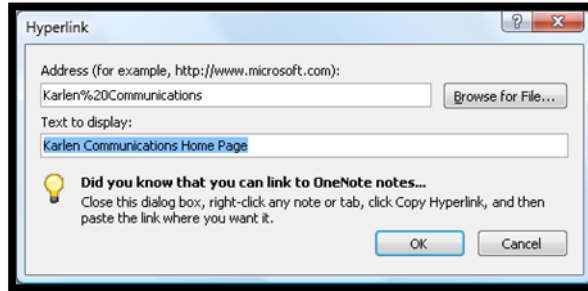 Hyperlink
Address (for example, http://www.microsoft.com):
Karlen%20Communications
Browse for File...
Text to display:
Karlen Communications Home Page
Did you know that you can link to OneNote notes...
Close this dialog box, right-click any note or tab, click Copy Hyperlink, and then
paste the link where you want it.
OK Cancel